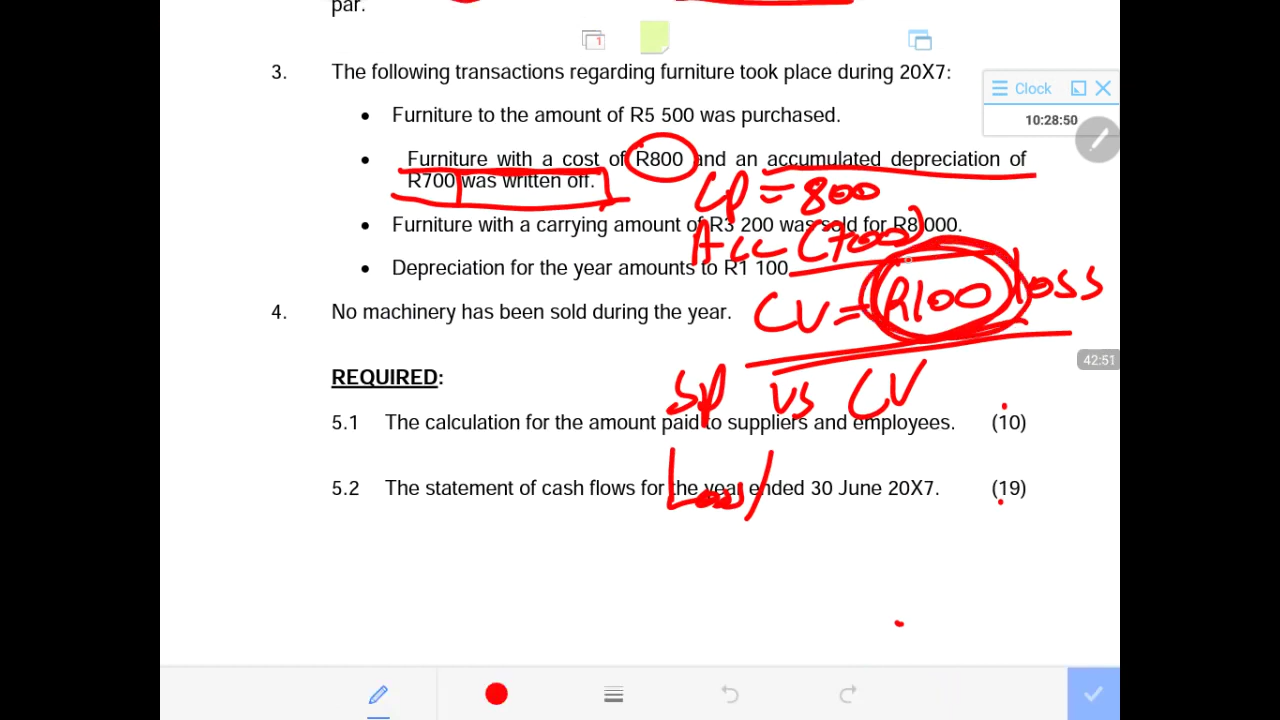 par.
1
3. The following transactions regarding furniture took place during 20X7:
Clock
10:28:50
• Furniture to the amount of R5 500 was purchased.
• Furniture with a cost of R800 and an accumulated depreciation of
R700 was written off.
CP = 800
• Furniture with a carrying amount of R3 200 was sold for R8 000.
Acc (700)
• Depreciation for the year amounts to R1 100
CV = R100 loss
4. No machinery has been sold during the year.
42:51
REQUIRED:
SP vs CV
5.1 The calculation for the amount paid to suppliers and employees. (10)
5.2 The statement of cash flows for the year ended 30 June 20X7. (19)
Loss/